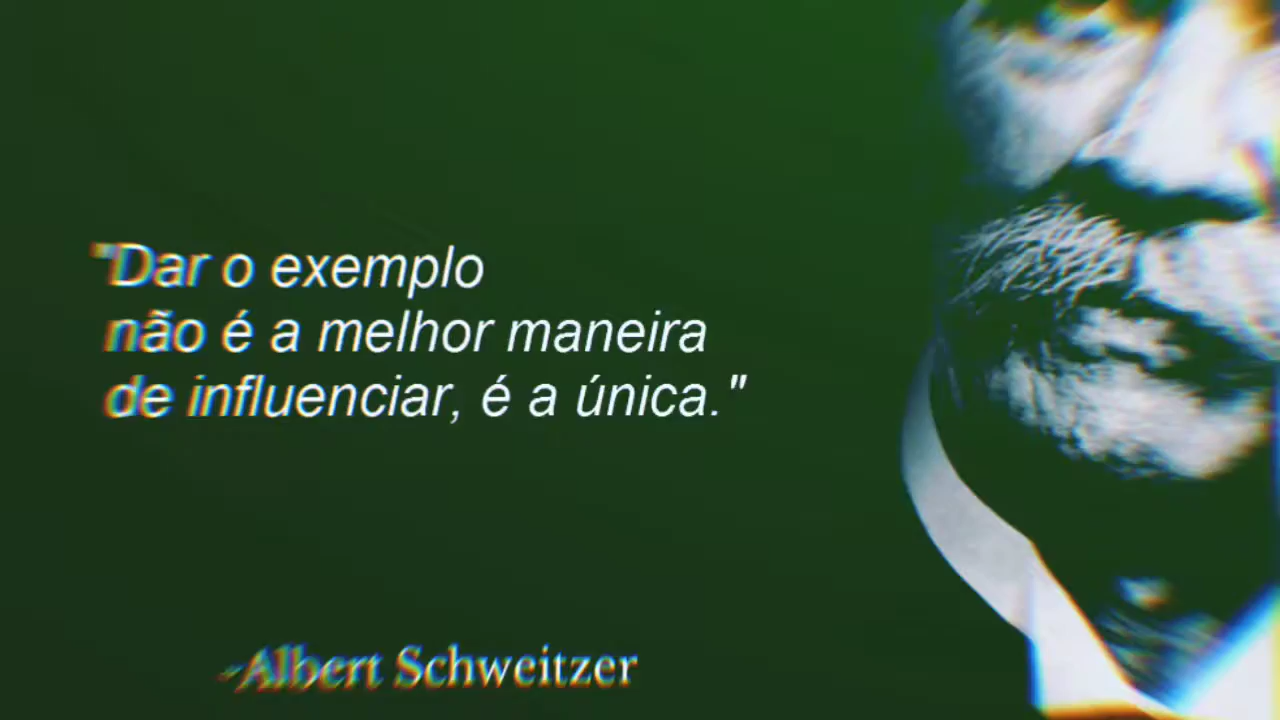 "Dar o exemplo
não é a melhor maneira
de influenciar, é a única."
-Albert Schweitzer